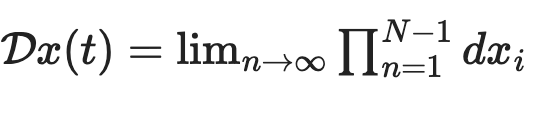 𝒟x(t) = lim_{n→∞} ∏_{n=1}^{N−1} dx_i